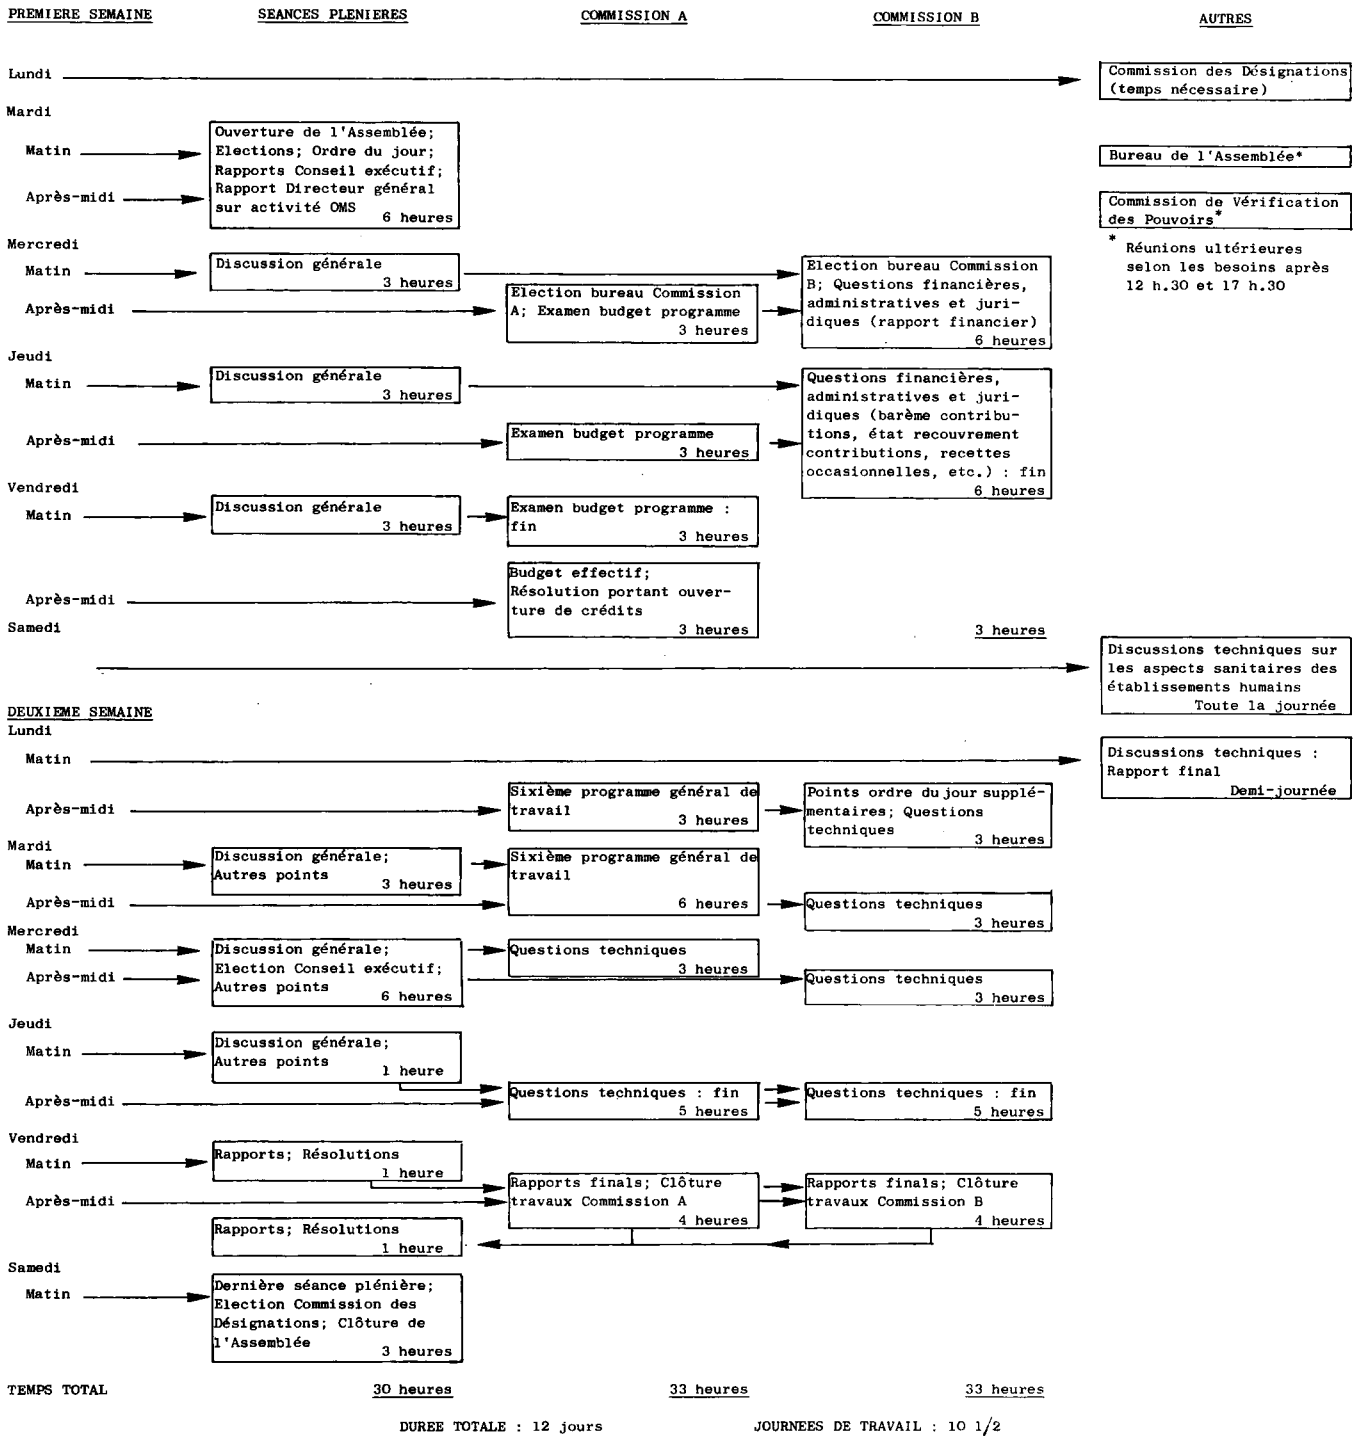 PREMIERE SEMAINE SEANCES PLENIERES COMMISSION A COMMISSION B AUTRES
Lundi
Commission des Désignations
(temps nécessaire)
Mardi
Matin
Après-midi
Ouverture de l'Assemblée;
Elections; Ordre du jour;
Rapports Conseil exécutif;
Rapport Directeur général
sur activité OMS
6 heures
Bureau de l'Assemblée*
Commission de Vérification
des Pouvoirs*
* Réunions ultérieures
selon les besoins après
12 h.30 et 17 h.30
Mercredi
Matin
Discussion générale
3 heures
Après-midi
Election bureau Commission
A; Examen budget programme
3 heures
Election bureau Commission
B; Questions financières,
administratives et juri-
diques (rapport financier)
6 heures
Jeudi
Matin
Discussion générale
3 heures
Après-midi
Examen budget programme
3 heures
Questions financières,
administratives et juri-
diques (barème contribu-
tions, état recouvrement
contributions, recettes
occasionnelles, etc.) : fin
6 heures
Vendredi
Matin
Discussion générale
3 heures
Examen budget programme :
fin
3 heures
Après-midi
Budget effectif;
Résolution portant ouver-
ture de crédits
3 heures
3 heures
Samedi
Discussions techniques sur
les aspects sanitaires des
établissements humains
Toute la journée
DEUXIEME SEMAINE
Lundi
Matin
Discussions techniques :
Rapport final
Demi-journée
Après-midi
Sixième programme général de
travail
3 heures
Points ordre du jour supplé-
mentaires; Questions
techniques
3 heures
Mardi
Matin
Discussion générale;
Autres points
3 heures
Sixième programme général de
travail
6 heures
Après-midi
Questions techniques
3 heures
Mercredi
Matin
Après-midi
Discussion générale;
Election Conseil exécutif;
Autres points
6 heures
Questions techniques
3 heures
Questions techniques
3 heures
Jeudi
Matin
Discussion générale;
Autres points
1 heure
Après-midi
Questions techniques : fin
5 heures
Questions techniques : fin
5 heures
Vendredi
Matin
Rapports; Résolutions
1 heure
Après-midi
Rapports finals; Clôture
travaux Commission A
4 heures
Rapports finals; Clôture
travaux Commission B
4 heures
Rapports; Résolutions
1 heure
Samedi
Matin
Dernière séance plénière;
Election Commission des
Désignations; Clôture de
l'Assemblée
3 heures
TEMPS TOTAL 30 heures 33 heures 33 heures
DUREE TOTALE : 12 jours JOURNEES DE TRAVAIL : 10 1/2